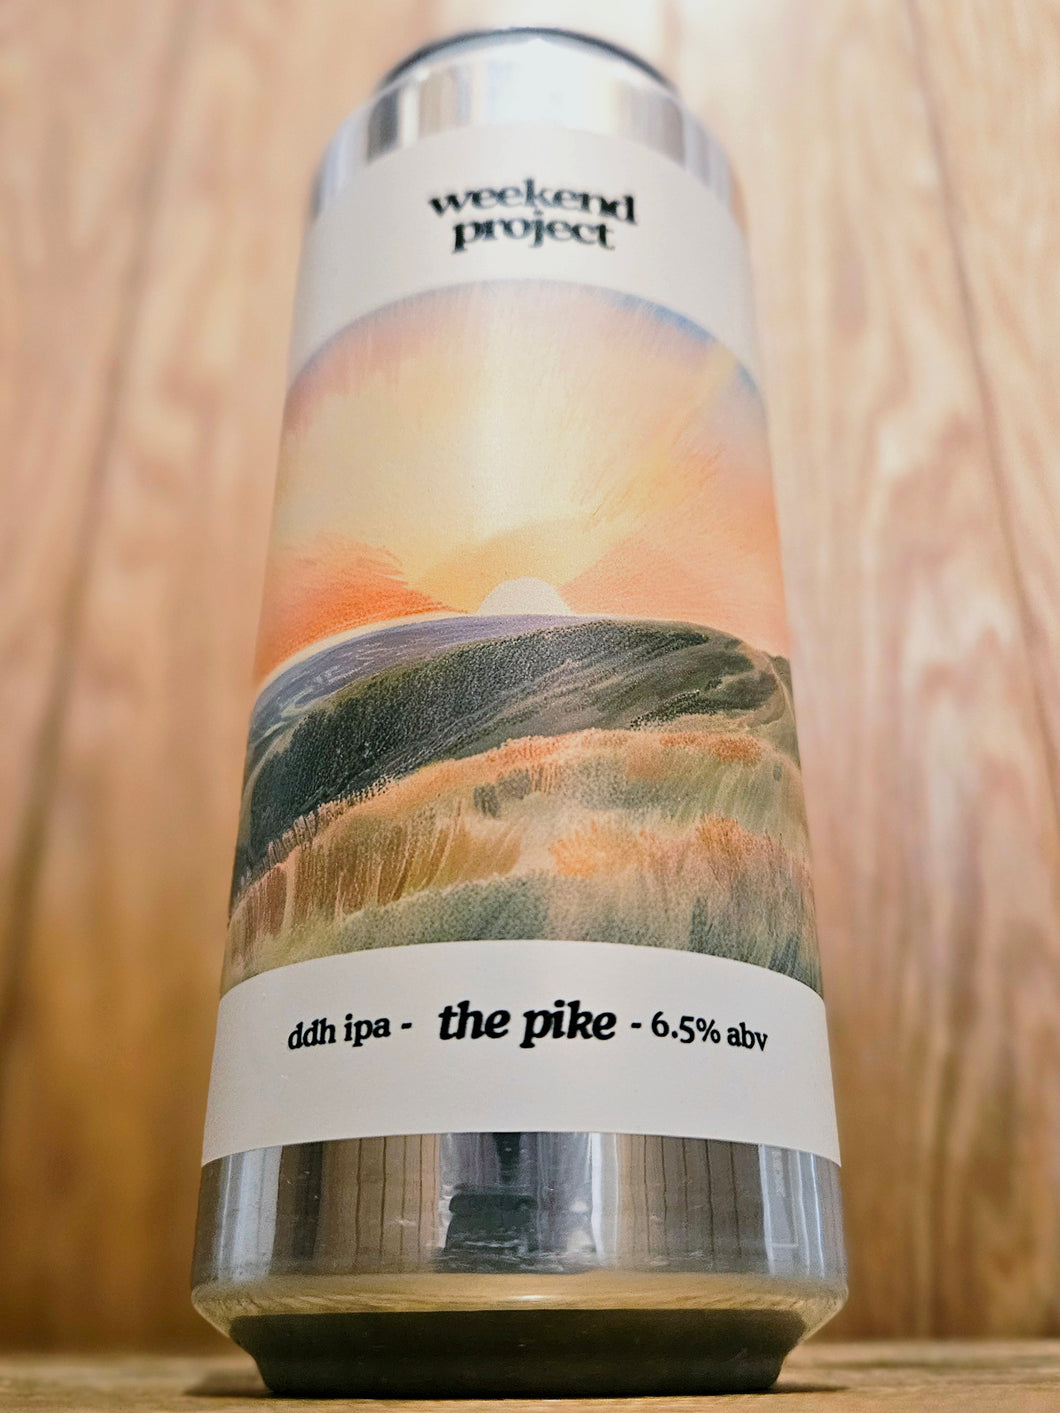 weekend
project
ddh ipa - the pike - 6.5% abv